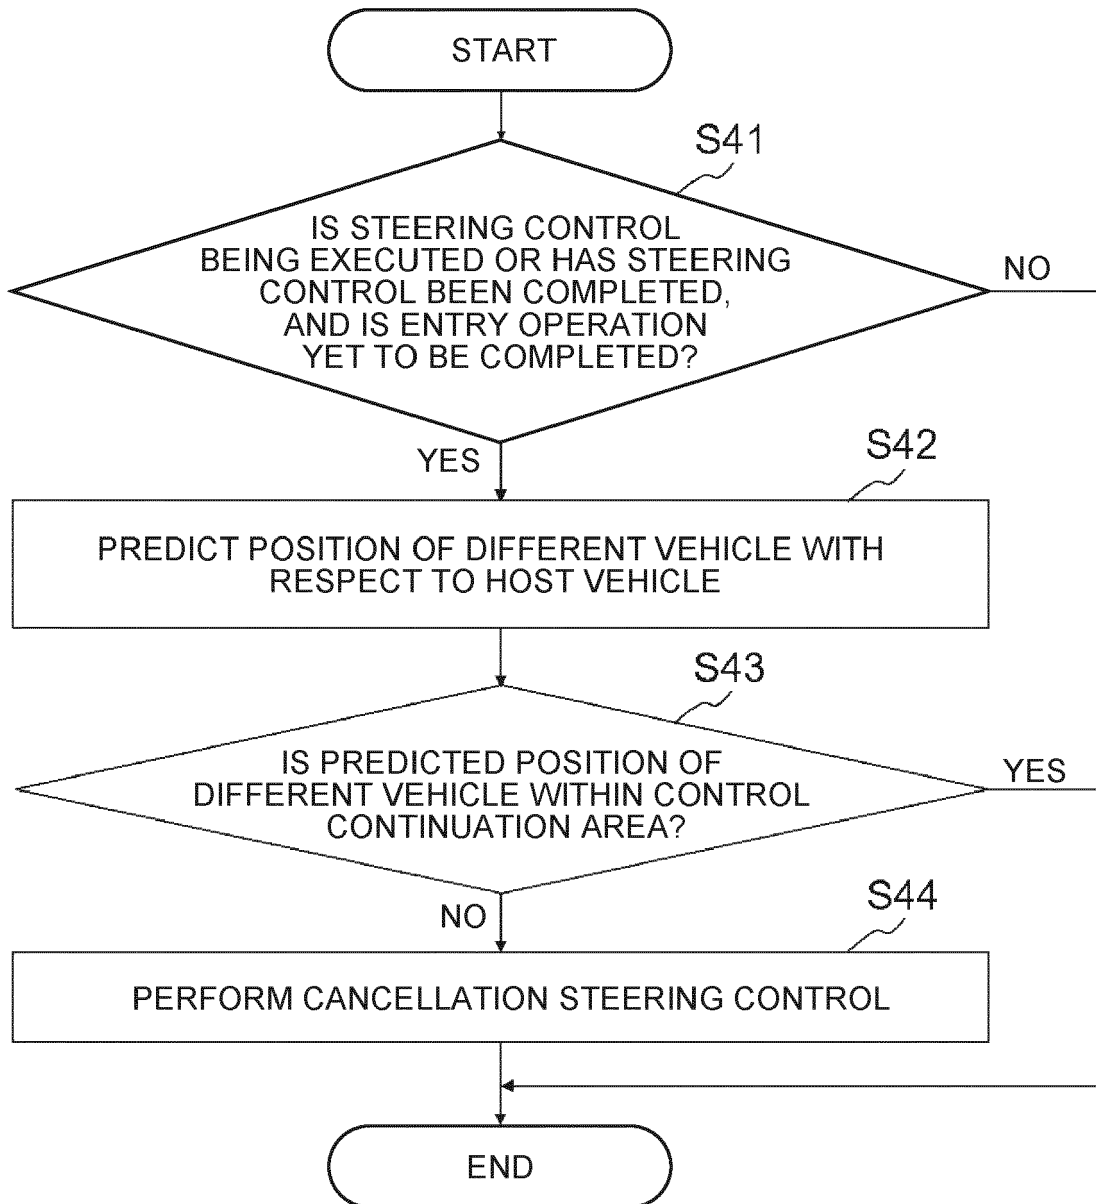 START
S41
IS STEERING CONTROL
BEING EXECUTED OR HAS STEERING
CONTROL BEEN COMPLETED,
AND IS ENTRY OPERATION
YET TO BE COMPLETED?
NO
YES
S42
PREDICT POSITION OF DIFFERENT VEHICLE WITH
RESPECT TO HOST VEHICLE
S43
IS PREDICTED POSITION OF
DIFFERENT VEHICLE WITHIN CONTROL
CONTINUATION AREA?
YES
NO
S44
PERFORM CANCELLATION STEERING CONTROL
END